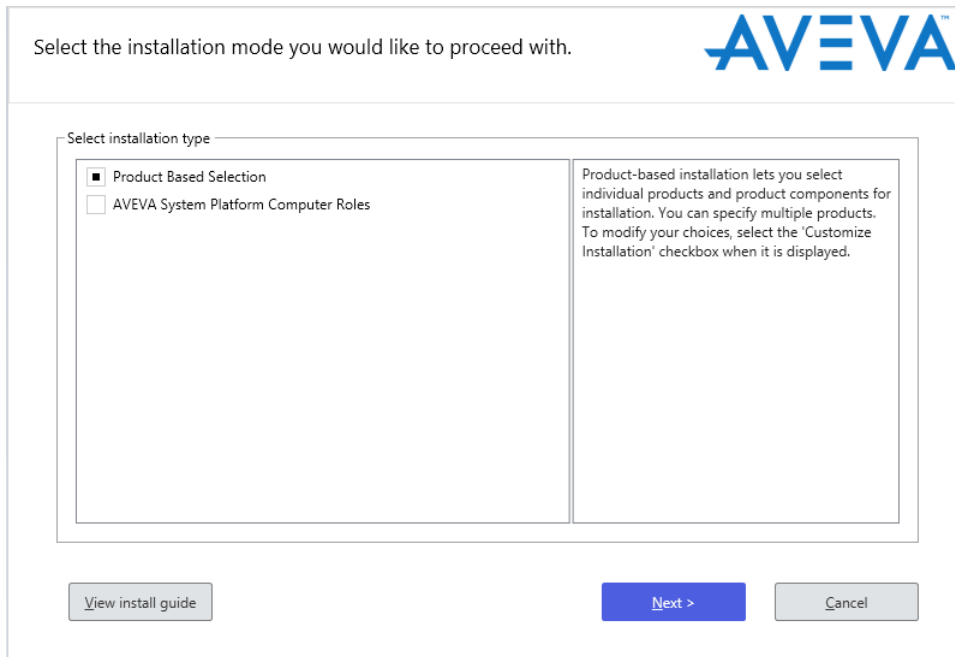 Select the installation mode you would like to proceed with.
AVEVA™
Select installation type
Product Based Selection
AVEVA System Platform Computer Roles
Product-based installation lets you select
individual products and product components for
installation. You can specify multiple products.
To modify your choices, select the 'Customize
Installation' checkbox when it is displayed.
View install guide
Next >
Cancel